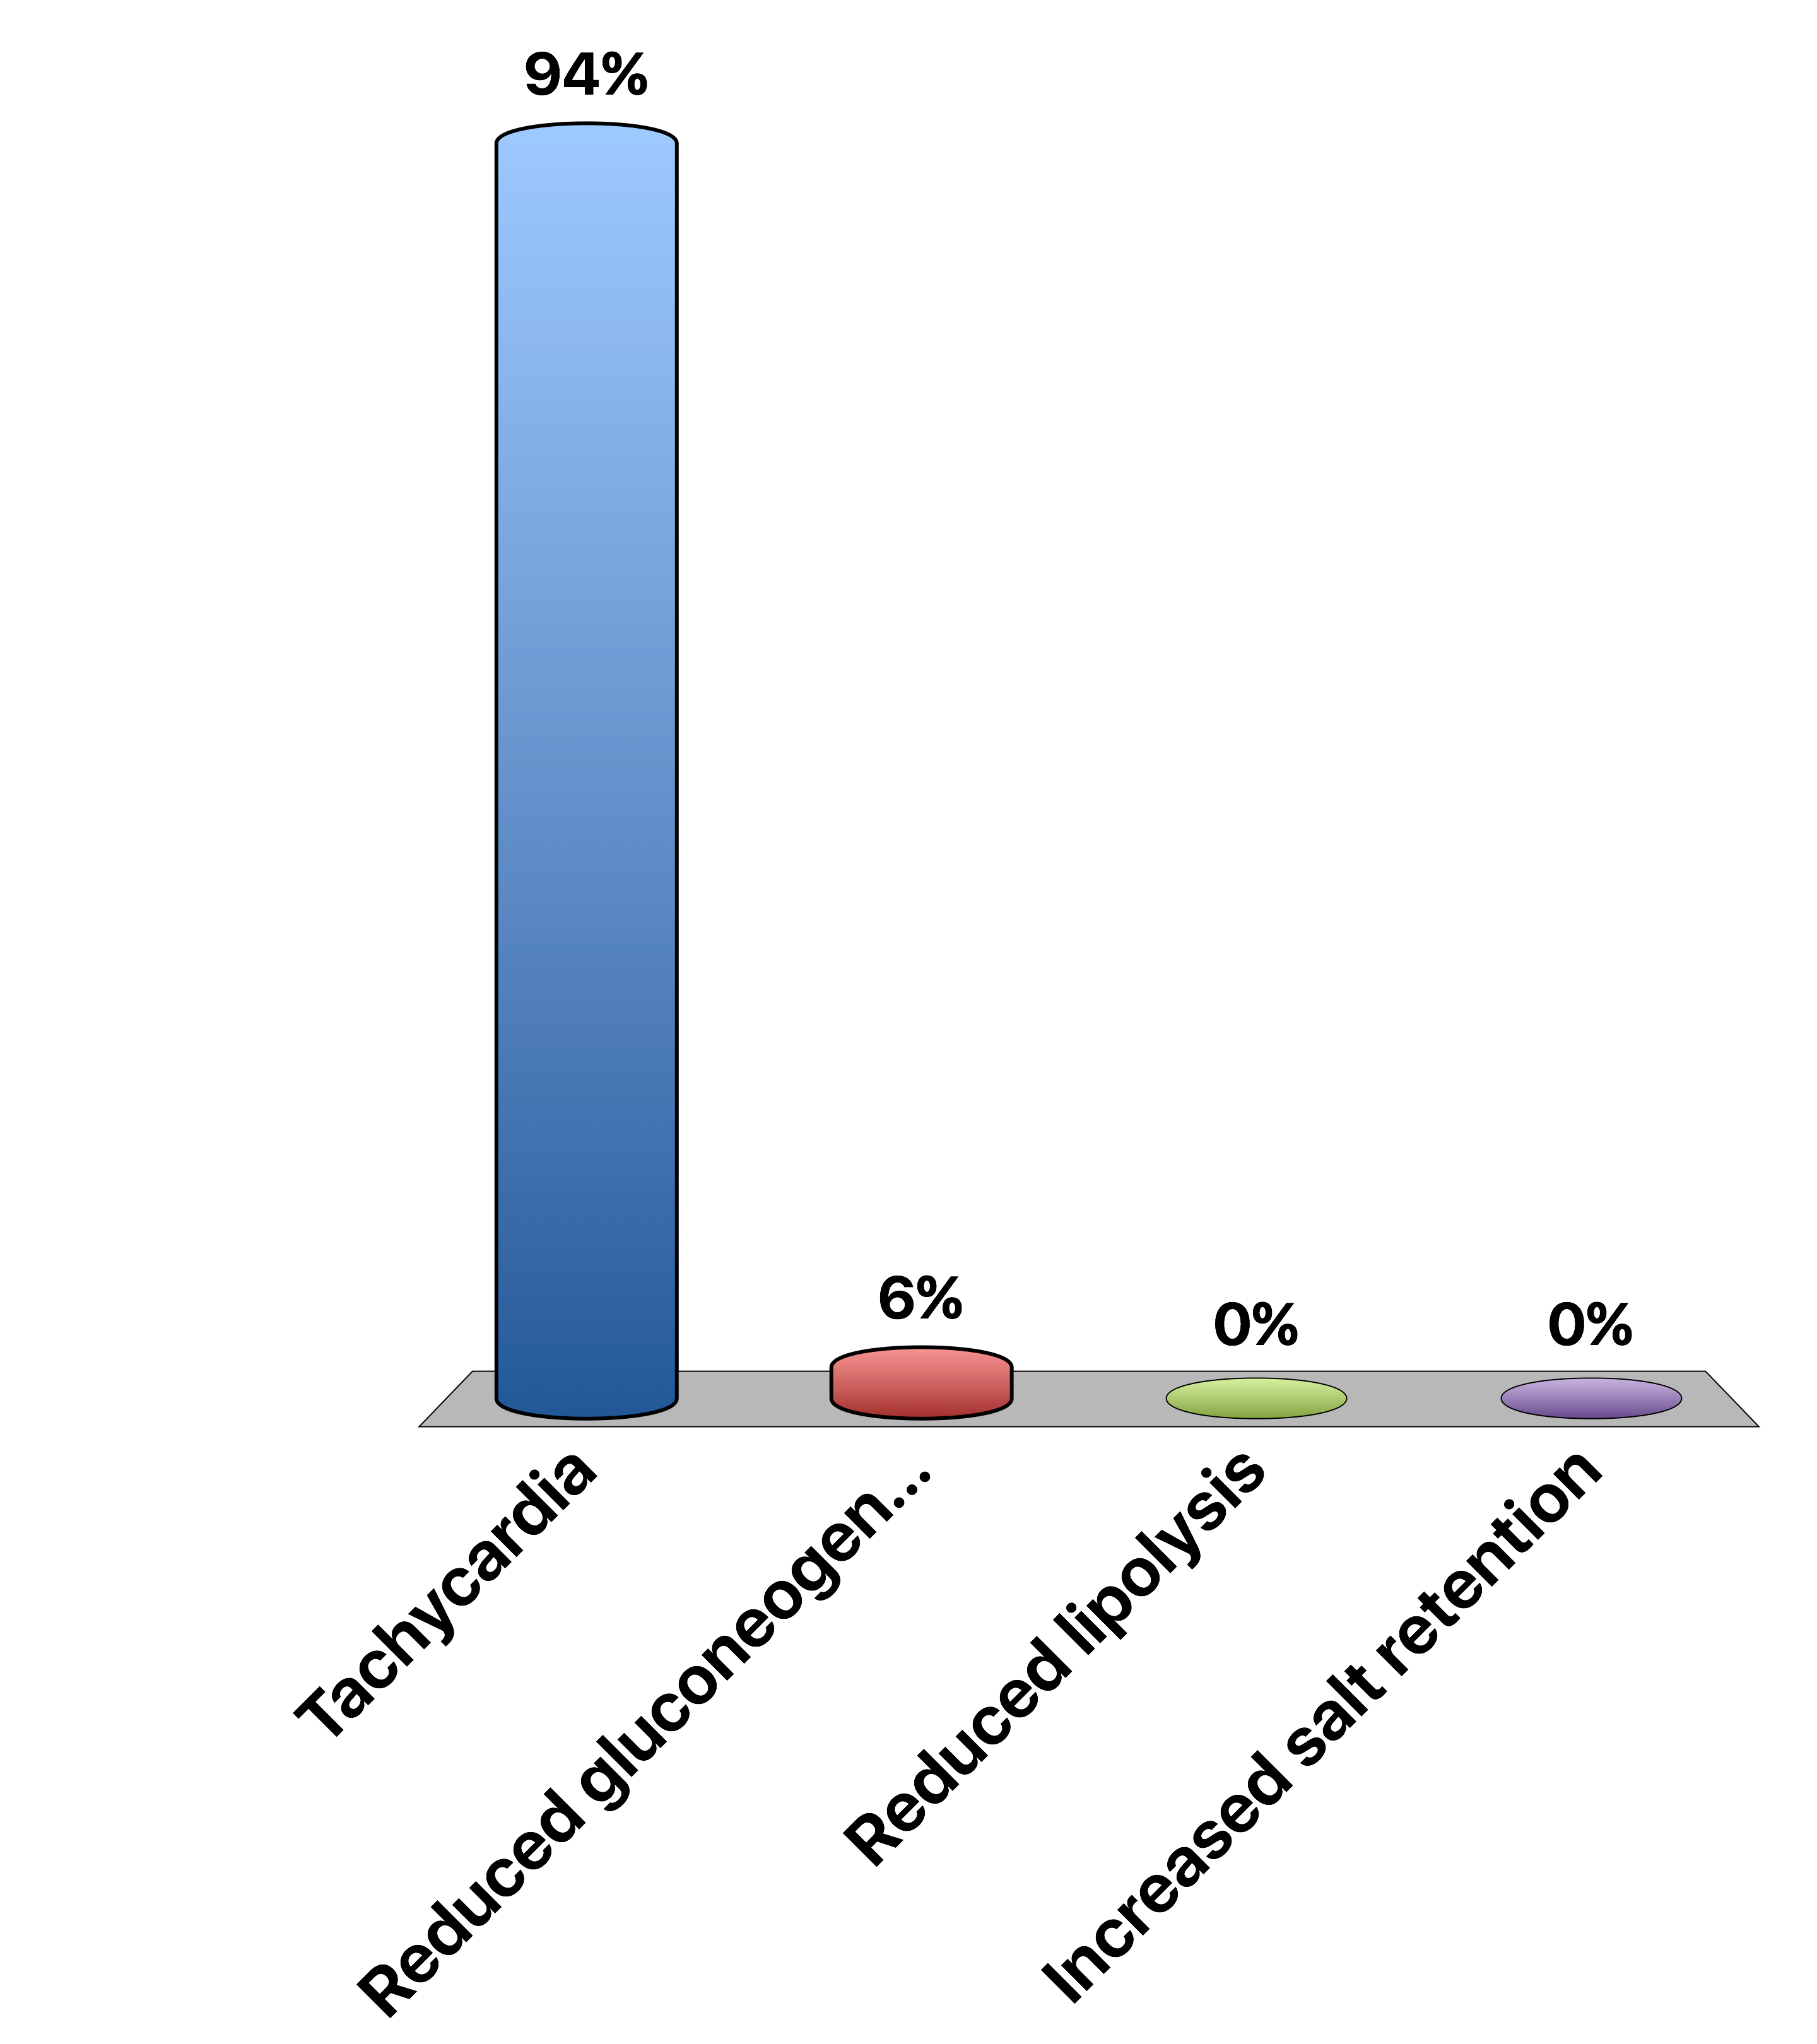 94%
6%
0%
0%
Tachycardia
Reduced gluconeogen...
Reduced lipolysis
Increased salt retention